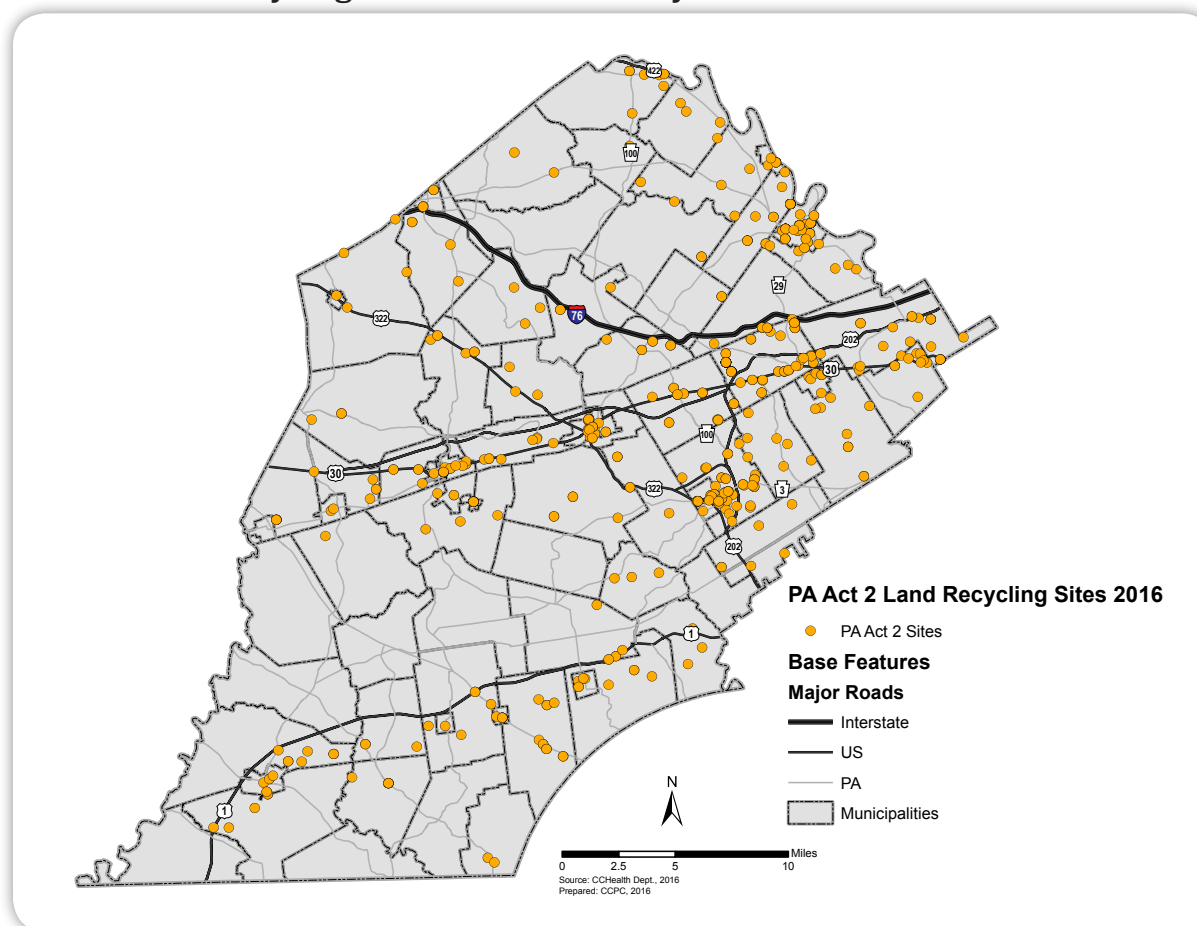 422
100
29
322
76
202
30
100
30
322
3
202
1
1
PA Act 2 Land Recycling Sites 2016
PA Act 2 Sites
Base Features
Major Roads
Interstate
US
PA
Municipalities
N
Miles
0 2.5 5 10
Source: CCHealth Dept., 2016
Prepared: CCPC, 2016